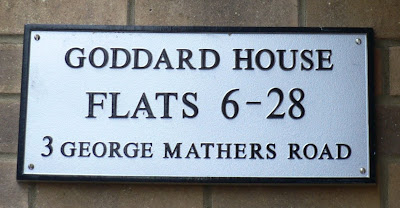 GODDARD HOUSE
FLATS 6-28
3 GEORGE MATHERS ROAD